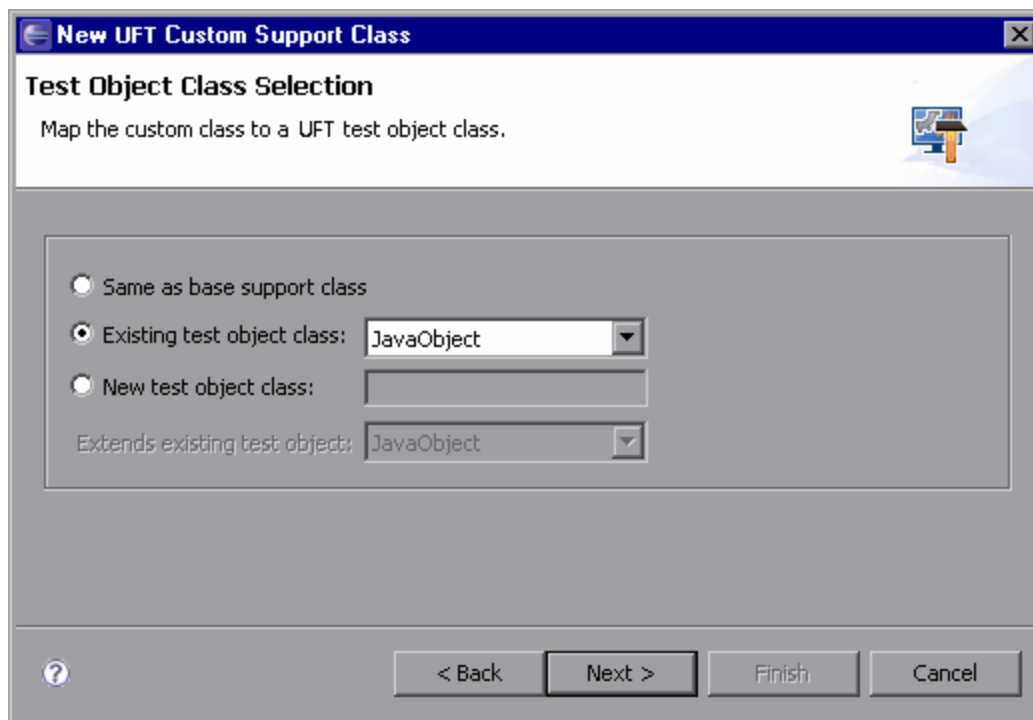 New UFT Custom Support Class
Test Object Class Selection
Map the custom class to a UFT test object class.
Same as base support class
Existing test object class: JavaObject
New test object class:
Extends existing test object: JavaObject
? < Back Next > Finish Cancel